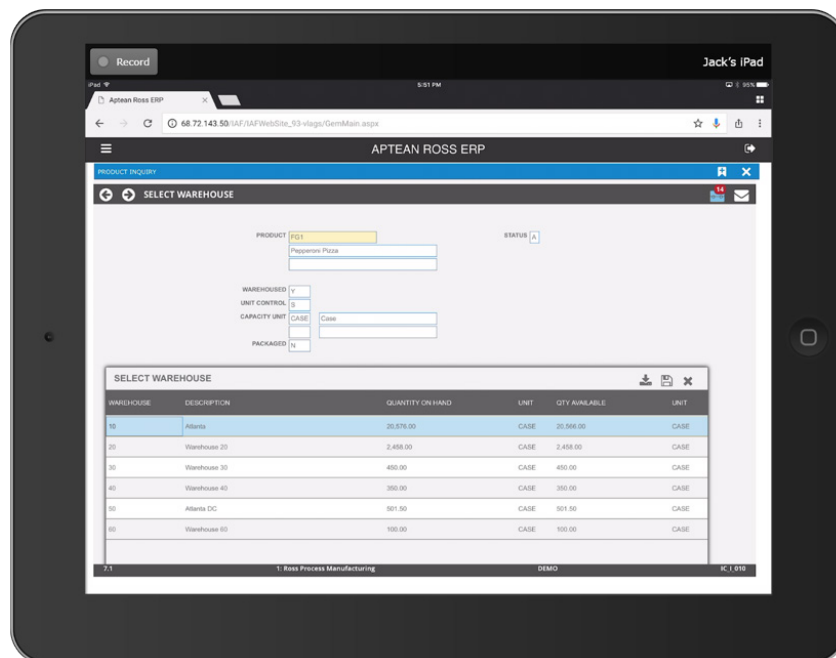 Record
Jack's iPad
iPad 5:51 PM 95%
Aptean Ross ERP
68.72.143.50/IAF/IAFWebSite_93-vlags/GemMain.aspx
APTEAN ROSS ERP
PRODUCT INQUIRY
SELECT WAREHOUSE 14
PRODUCT FG1 STATUS A
Pepperoni Pizza
WAREHOUSED Y
UNIT CONTROL S
CAPACITY UNIT CASE Case
PACKAGED N
SELECT WAREHOUSE
WAREHOUSE DESCRIPTION QUANTITY ON HAND UNIT QTY AVAILABLE UNIT
10 Atlanta 20,576.00 CASE 20,566.00 CASE
20 Warehouse 20 2,458.00 CASE 2,458.00 CASE
30 Warehouse 30 450.00 CASE 450.00 CASE
40 Warehouse 40 350.00 CASE 350.00 CASE
50 Atlanta DC 501.50 CASE 501.50 CASE
60 Warehouse 60 100.00 CASE 100.00 CASE
7.1 1: Ross Process Manufacturing DEMO IC_I_010